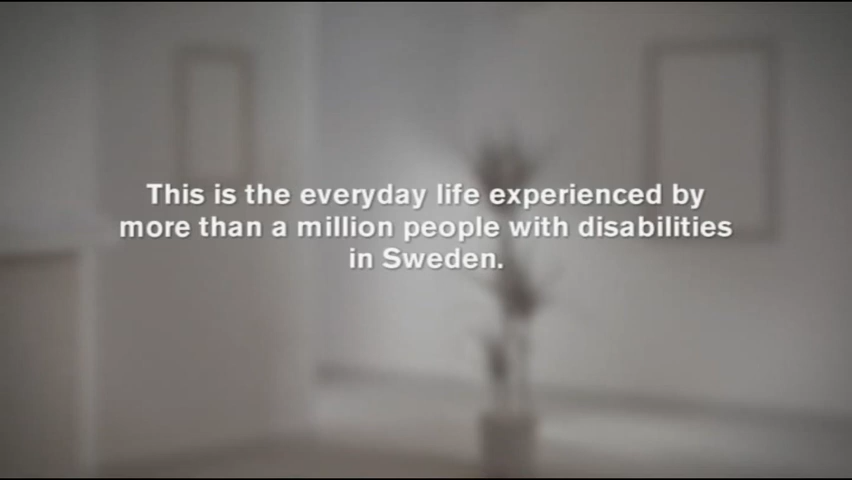 This is the everyday life experienced by
more than a million people with disabilities
in Sweden.